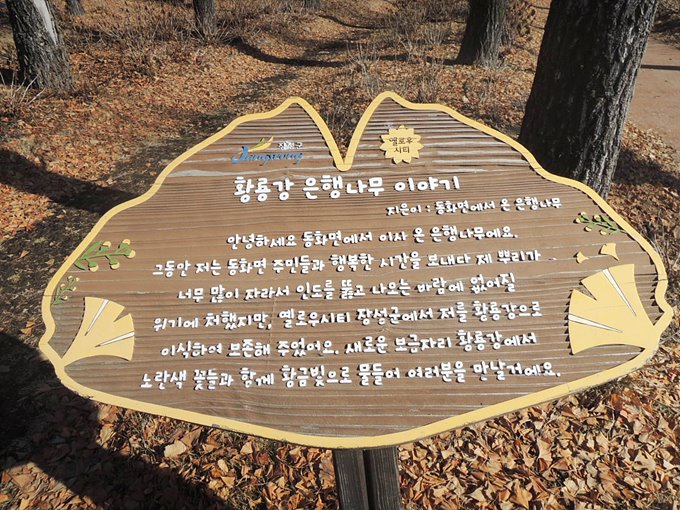 장성군
Jangseong
옐로우
시티
황룡강 은행나무 이야기
지은이 : 동화면에서 온 은행나무
안녕하세요 동화면에서 이사 온 은행나무에요.
그동안 저는 동화면 주민들과 행복한 시간을 보내다 제 뿌리가
너무 많이 자라서 인도를 뚫고 나오는 바람에 없어질
위기에 처했지만, 옐로우시티 장성군에서 저를 황룡강으로
이식하여 보존해 주었어요. 새로운 보금자리 황룡강에서
노란색 꽃들과 함께 황금빛으로 물들어 여러분을 만날거에요.